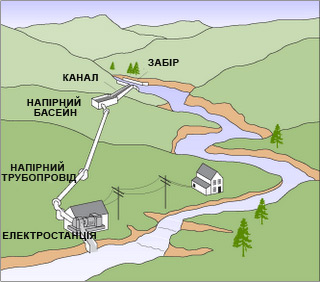 ЗАБІР
КАНАЛ
НАПІРНИЙ
БАСЕЙН
НАПІРНИЙ
ТРУБОПРОВІД
ЕЛЕКТРОСТАНЦІЯ